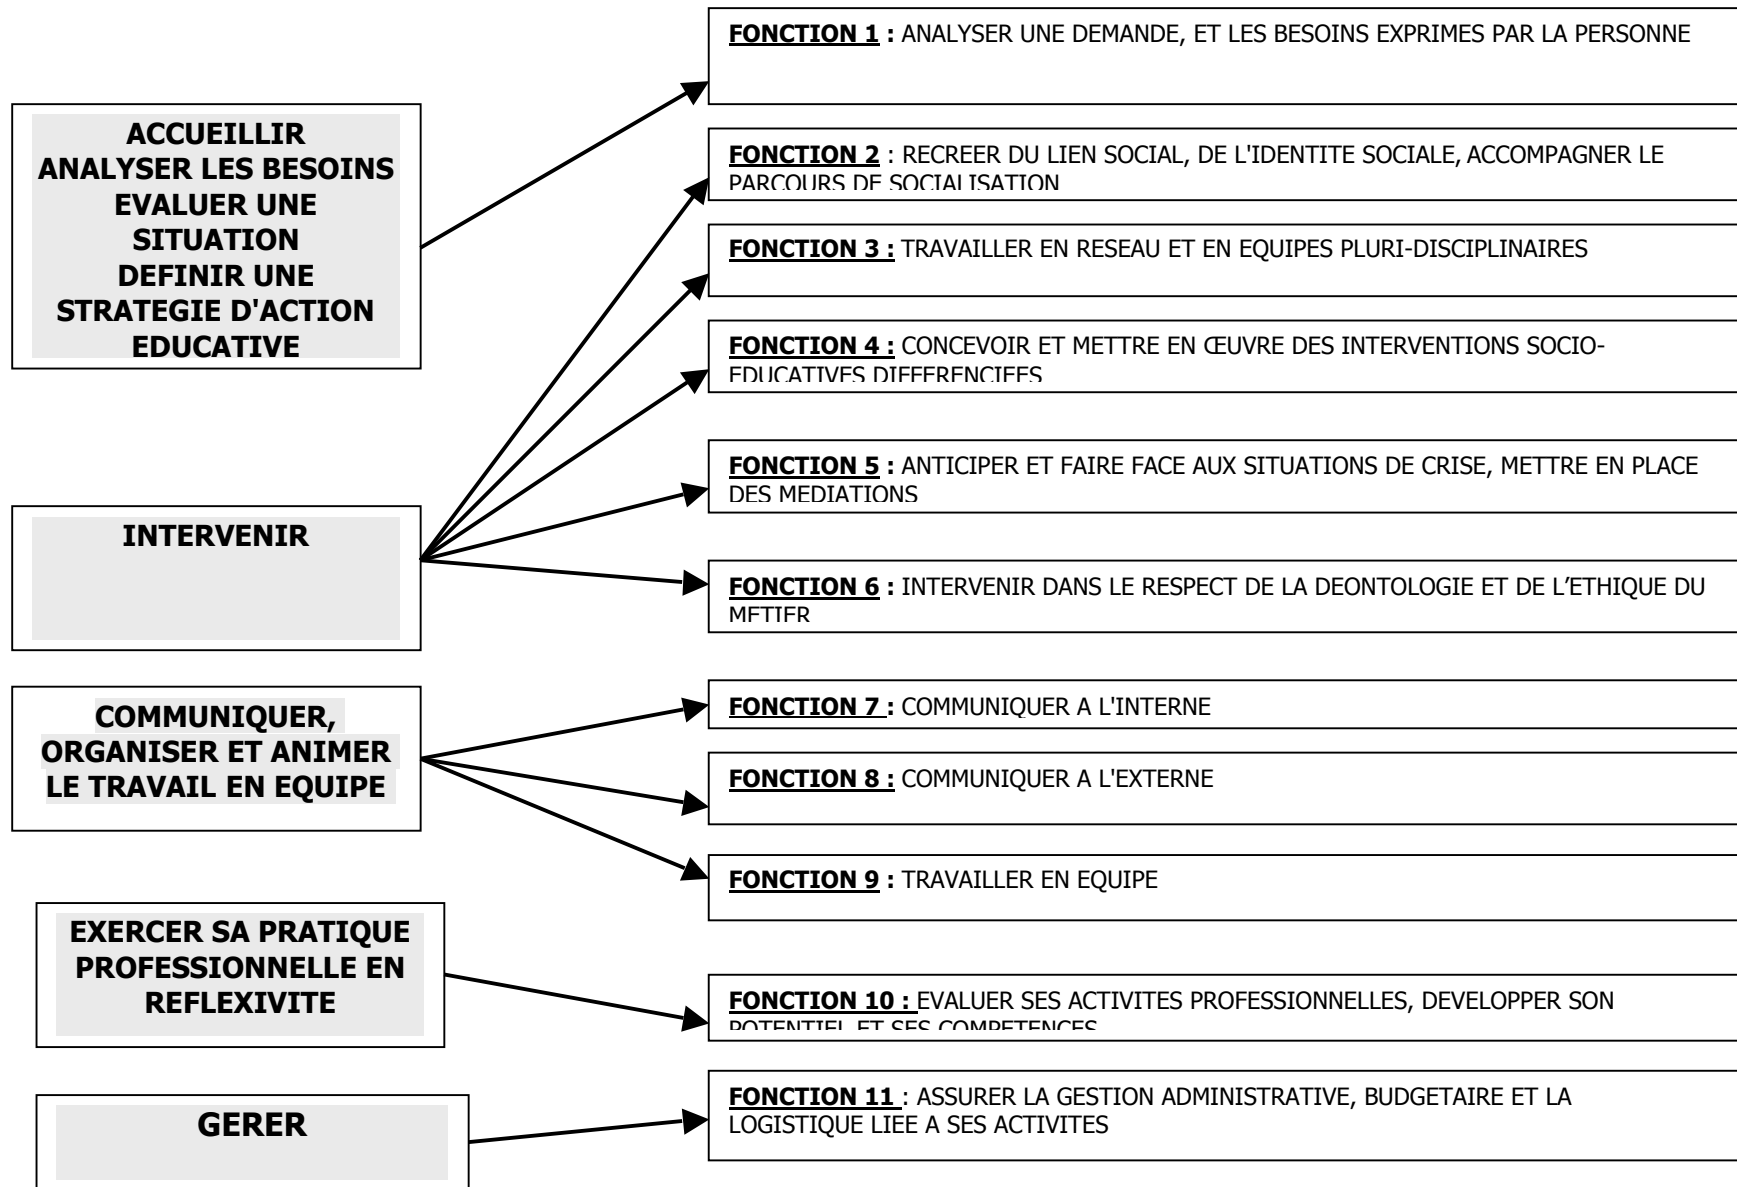 ACCUEILLIR
ANALYSER LES BESOINS
EVALUER UNE
SITUATION
DEFINIR UNE
STRATEGIE D'ACTION
EDUCATIVE
INTERVENIR
COMMUNIQUER,
ORGANISER ET ANIMER
LE TRAVAIL EN EQUIPE
EXERCER SA PRATIQUE
PROFESSIONNELLE EN
REFLEXIVITE
GERER
FONCTION 1 : ANALYSER UNE DEMANDE, ET LES BESOINS EXPRIMES PAR LA PERSONNE
FONCTION 2 : RECREER DU LIEN SOCIAL, DE L'IDENTITE SOCIALE, ACCOMPAGNER LE
PARCOURS DE SOCIALISATION
FONCTION 3 : TRAVAILLER EN RESEAU ET EN EQUIPES PLURI-DISCIPLINAIRES
FONCTION 4 : CONCEVOIR ET METTRE EN ŒUVRE DES INTERVENTIONS SOCIO-
EDUCATIVES DIFFERENCIEES
FONCTION 5 : ANTICIPER ET FAIRE FACE AUX SITUATIONS DE CRISE, METTRE EN PLACE
DES MEDIATIONS
FONCTION 6 : INTERVENIR DANS LE RESPECT DE LA DEONTOLOGIE ET DE L’ETHIQUE DU
METIER
FONCTION 7 : COMMUNIQUER A L'INTERNE
FONCTION 8 : COMMUNIQUER A L'EXTERNE
FONCTION 9 : TRAVAILLER EN EQUIPE
FONCTION 10 : EVALUER SES ACTIVITES PROFESSIONNELLES, DEVELOPPER SON
POTENTIEL ET SES COMPETENCES
FONCTION 11 : ASSURER LA GESTION ADMINISTRATIVE, BUDGETAIRE ET LA
LOGISTIQUE LIEE A SES ACTIVITES